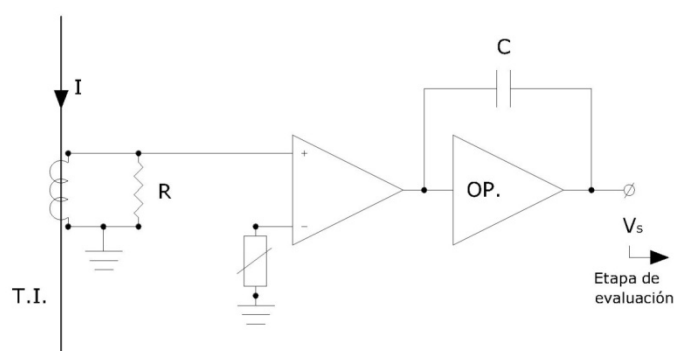 C
I
+
R
OP.
−
Vs
T.I.
Etapa de
evaluación